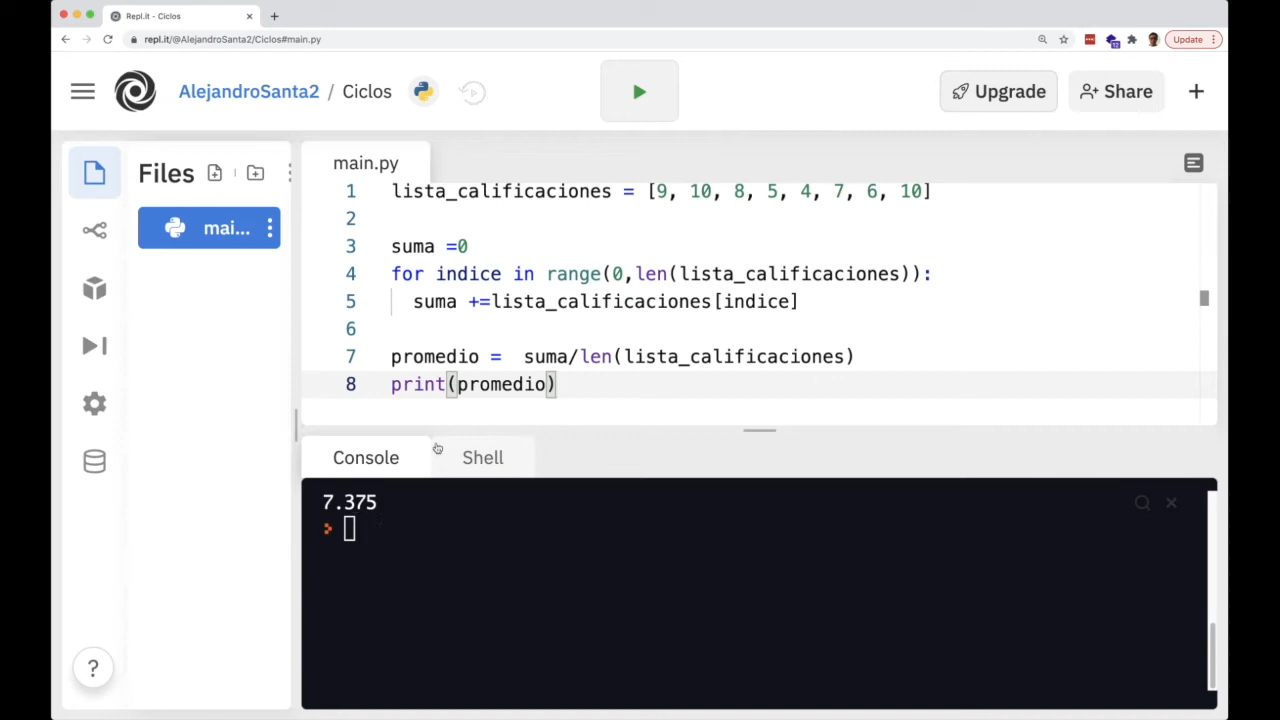 Repl.it - Ciclos
repl.it/@AlejandroSanta2/Ciclos#main.py
12
Update
AlejandroSanta2 / Ciclos
Upgrade
Share
Files
mai...
main.py
1 lista_calificaciones = [9, 10, 8, 5, 4, 7, 6, 10]
2
3 suma =0
4 for indice in range(0,len(lista_calificaciones)):
5 suma +=lista_calificaciones[indice]
6
7 promedio =  suma/len(lista_calificaciones)
8 print(promedio)
Console
Shell
7.375
?